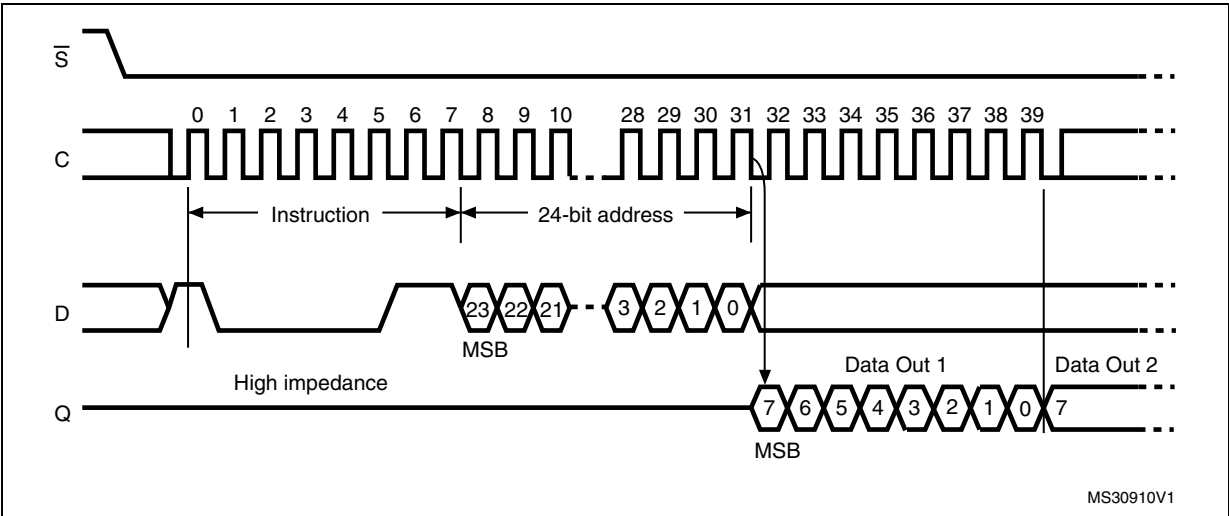 S̅
0 1 2 3 4 5 6 7 8 9 10 28 29 30 31 32 33 34 35 36 37 38 39
C
Instruction 24-bit address
D
23 22 21 3 2 1 0
MSB
High impedance
Data Out 1 Data Out 2
Q
7 6 5 4 3 2 1 0 7
MSB
MS30910V1